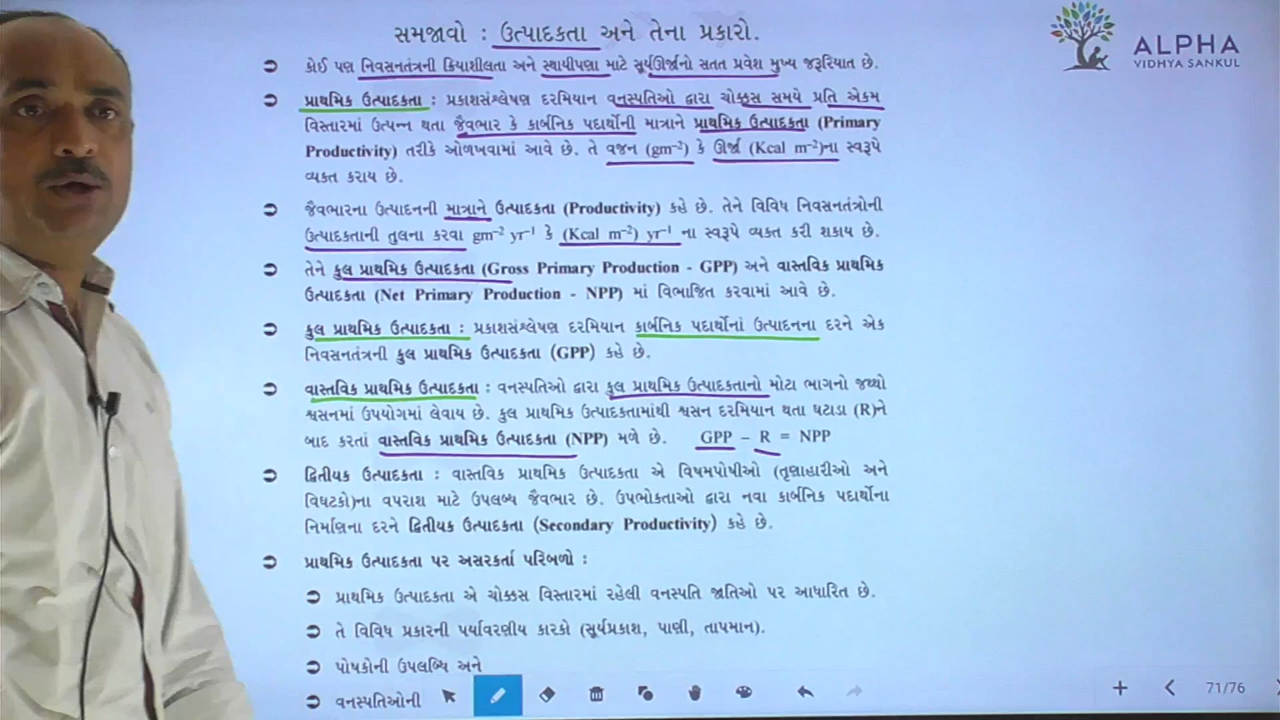 સમજાવો : ઉત્પાદકતા અને તેના પ્રકારો.
ALPHA
VIDHYA SANKUL
➲ કોઈ પણ નિવસનતંત્રની ક્રિયાશીલતા અને સ્થાયીપણા માટે સૂર્યઊર્જાનો સતત પ્રવેશ મુખ્ય જરૂરિયાત છે.
➲ પ્રાથમિક ઉત્પાદકતા : પ્રકાશસંશ્લેષણ દરમિયાન વનસ્પતિઓ દ્વારા ચોક્કસ સમયે પ્રતિ એકમ
વિસ્તારમાં ઉત્પન્ન થતા જૈવભાર કે કાર્બનિક પદાર્થોની માત્રાને પ્રાથમિક ઉત્પાદકતા (Primary
Productivity) તરીકે ઓળખવામાં આવે છે. તે વજન (gm⁻²) કે ઊર્જા (Kcal m⁻²)ના સ્વરૂપે
વ્યક્ત કરાય છે.
➲ જૈવભારના ઉત્પાદનની માત્રાને ઉત્પાદકતા (Productivity) કહે છે. તેને વિવિધ નિવસનતંત્રોની
ઉત્પાદકતાની તુલના કરવા gm⁻² yr⁻¹ કે (Kcal m⁻²) yr⁻¹ ના સ્વરૂપે વ્યક્ત કરી શકાય છે.
➲ તેને કુલ પ્રાથમિક ઉત્પાદકતા (Gross Primary Production - GPP) અને વાસ્તવિક પ્રાથમિક
ઉત્પાદકતા (Net Primary Production - NPP) માં વિભાજિત કરવામાં આવે છે.
➲ કુલ પ્રાથમિક ઉત્પાદકતા : પ્રકાશસંશ્લેષણ દરમિયાન કાર્બનિક પદાર્થોનાં ઉત્પાદનના દરને એક
નિવસનતંત્રની કુલ પ્રાથમિક ઉત્પાદકતા (GPP) કહે છે.
➲ વાસ્તવિક પ્રાથમિક ઉત્પાદકતા : વનસ્પતિઓ દ્વારા કુલ પ્રાથમિક ઉત્પાદકતાનો મોટા ભાગનો જથ્થો
શ્વસનમાં ઉપયોગમાં લેવાય છે. કુલ પ્રાથમિક ઉત્પાદકતામાંથી શ્વસન દરમિયાન થતા ઘટાડા (R)ને
બાદ કરતાં વાસ્તવિક પ્રાથમિક ઉત્પાદકતા (NPP) મળે છે. GPP – R = NPP
➲ દ્વિતીયક ઉત્પાદકતા : વાસ્તવિક પ્રાથમિક ઉત્પાદકતા એ વિષમપોષીઓ (તૃણાહારીઓ અને
વિઘટકો)ના વપરાશ માટે ઉપલબ્ધ જૈવભાર છે. ઉપભોક્તાઓ દ્વારા નવા કાર્બનિક પદાર્થોના
નિર્માણના દરને દ્વિતીયક ઉત્પાદકતા (Secondary Productivity) કહે છે.
➲ પ્રાથમિક ઉત્પાદકતા પર અસરકર્તા પરિબળો :
➲ પ્રાથમિક ઉત્પાદકતા એ ચોક્કસ વિસ્તારમાં રહેલી વનસ્પતિ જાતિઓ પર આધારિત છે.
➲ તે વિવિધ પ્રકારની પર્યાવરણીય કારકો (સૂર્યપ્રકાશ, પાણી, તાપમાન).
➲ પોષકોની ઉપલબ્ધિ અને
➲ વનસ્પતિઓની
71/76